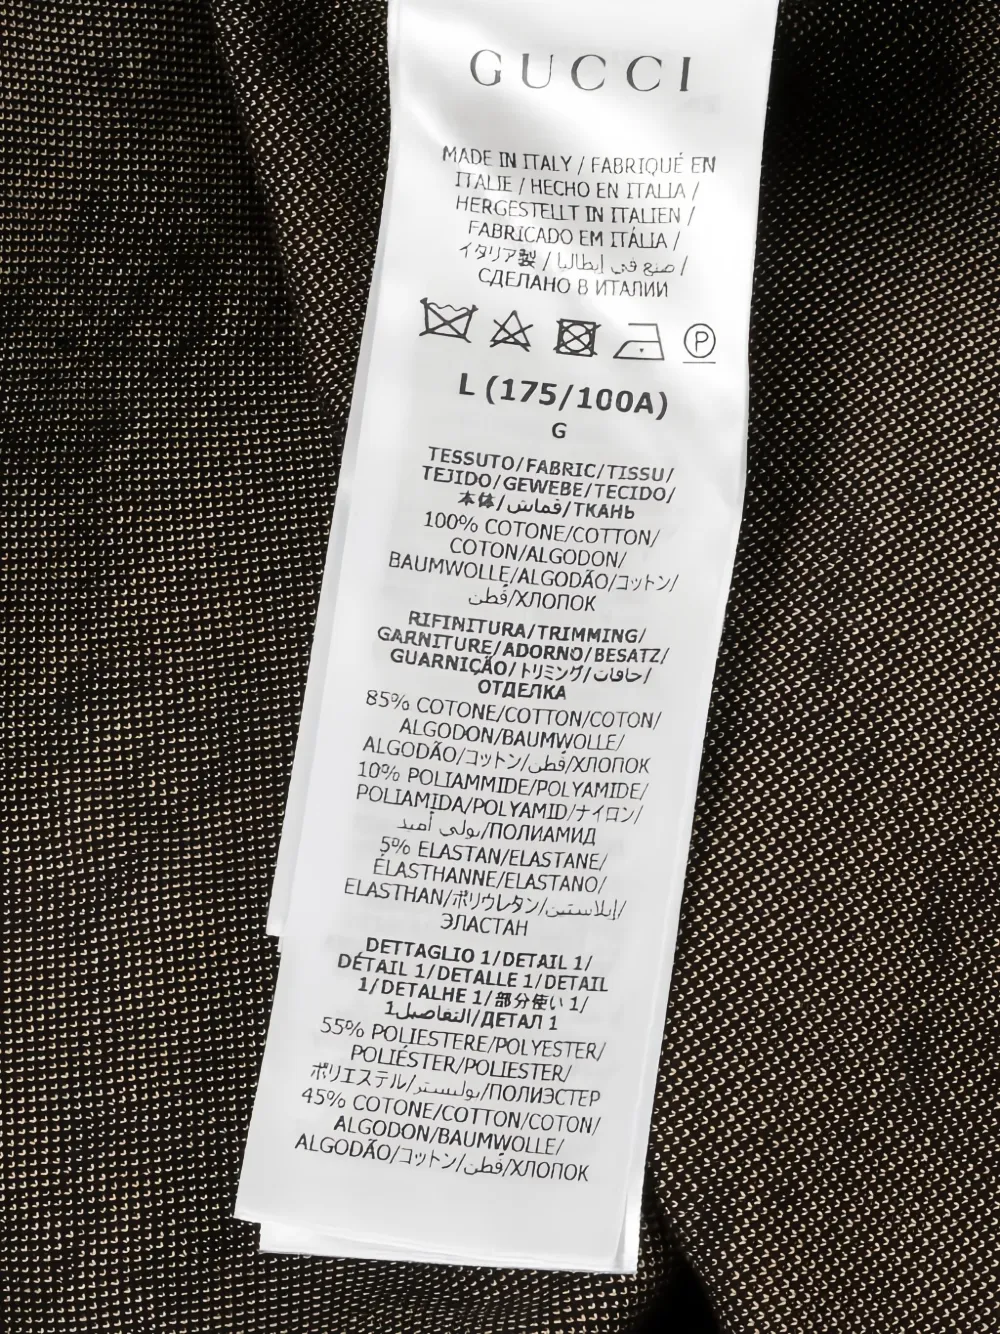 GUCCI
MADE IN ITALY / FABRIQUÉ EN
ITALIE / HECHO EN ITALIA /
HERGESTELLT IN ITALIEN /
FABRICADO EM ITÁLIA /
イタリア製 / صنع في إيطاليا /
СДЕЛАНО В ИТАЛИИ
P
L (175/100A)
G
TESSUTO/FABRIC/TISSU/
TEJIDO/GEWEBE/TECIDO/
本体/قماش/ТКАНЬ
100% COTONE/COTTON/
COTON/ALGODON/
BAUMWOLLE/ALGODÃO/コットン/
قطن/ХЛОПОК
RIFINITURA/TRIMMING/
GARNITURE/ADORNO/BESATZ/
GUARNIÇÃO/トリミング/حافات/
ОТДЕЛКА
85% COTONE/COTTON/COTON/
ALGODON/BAUMWOLLE/
ALGODÃO/コットン/قطن/ХЛОПОК
10% POLIAMMIDE/POLYAMIDE/
POLIAMIDA/POLYAMID/ナイロン/
بولي أميد/ПОЛИАМИД
5% ELASTAN/ELASTANE/
ÉLASTHANNE/ELASTANO/
ELASTHAN/ポリウレタン/إيلاستين/
ЭЛАСТАН
DETTAGLIO 1/DETAIL 1/
DÉTAIL 1/DETALLE 1/DETAIL
1/DETALHE 1/部分使い 1/
التفاصيل1/ДЕТАЛ 1
55% POLIESTERE/POLYESTER/
POLIÉSTER/POLIESTER/
ポリエステル/بوليستر/ПОЛИЭСТЕР
45% COTONE/COTTON/COTON/
ALGODON/BAUMWOLLE/
ALGODÃO/コットン/قطن/ХЛОПОК